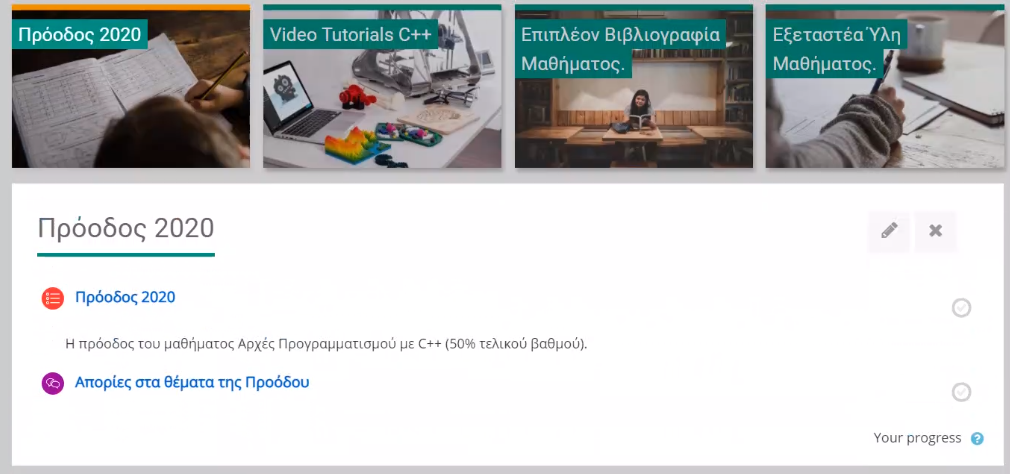 Πρόοδος 2020
Video Tutorials C++
Επιπλέον Βιβλιογραφία
Μαθήματος.
Εξεταστέα Ύλη
Μαθήματος.
Πρόοδος 2020
Πρόοδος 2020
Η πρόοδος του μαθήματος Αρχές Προγραμματισμού με C++ (50% τελικού βαθμού).
Απορίες στα θέματα της Προόδου
Your progress